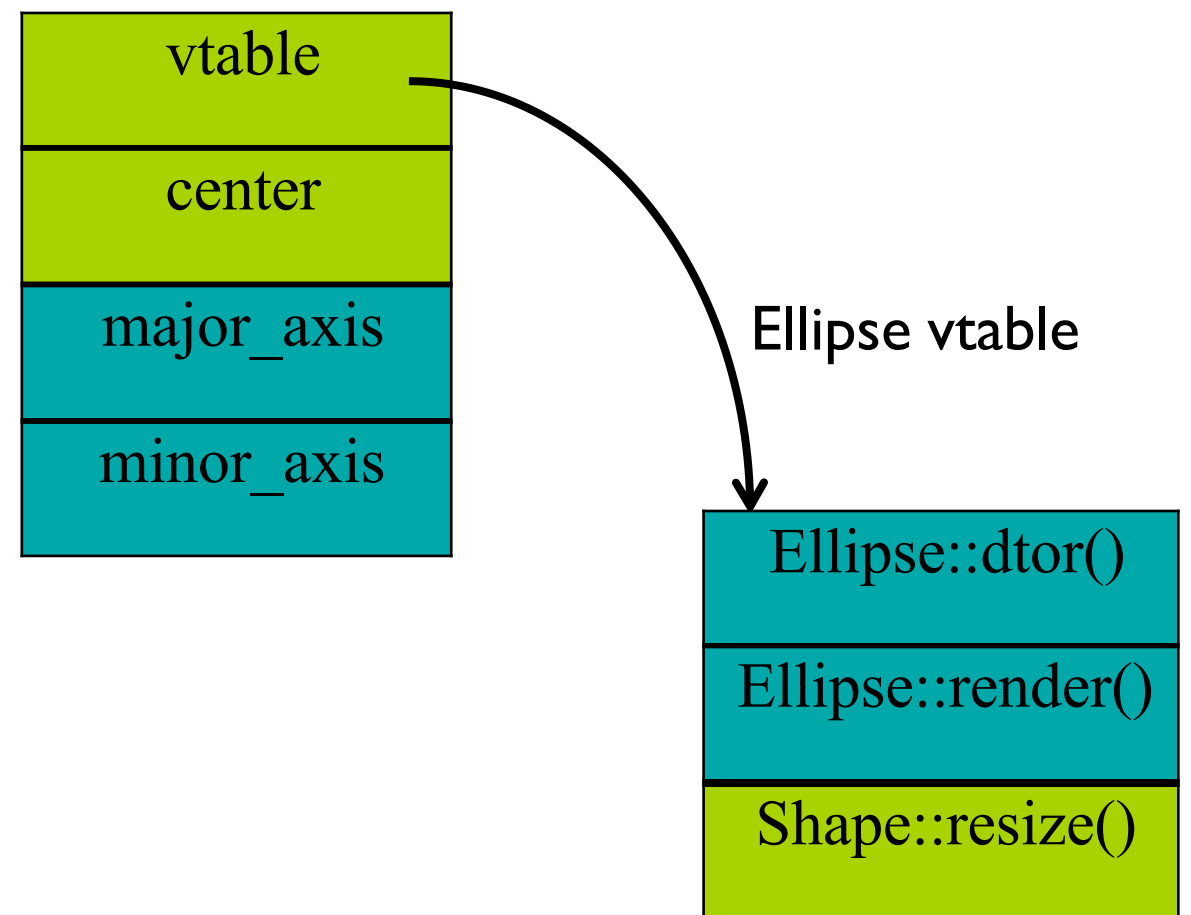 vtable
center
major_axis
minor_axis
Ellipse vtable
Ellipse::dtor()
Ellipse::render()
Shape::resize()